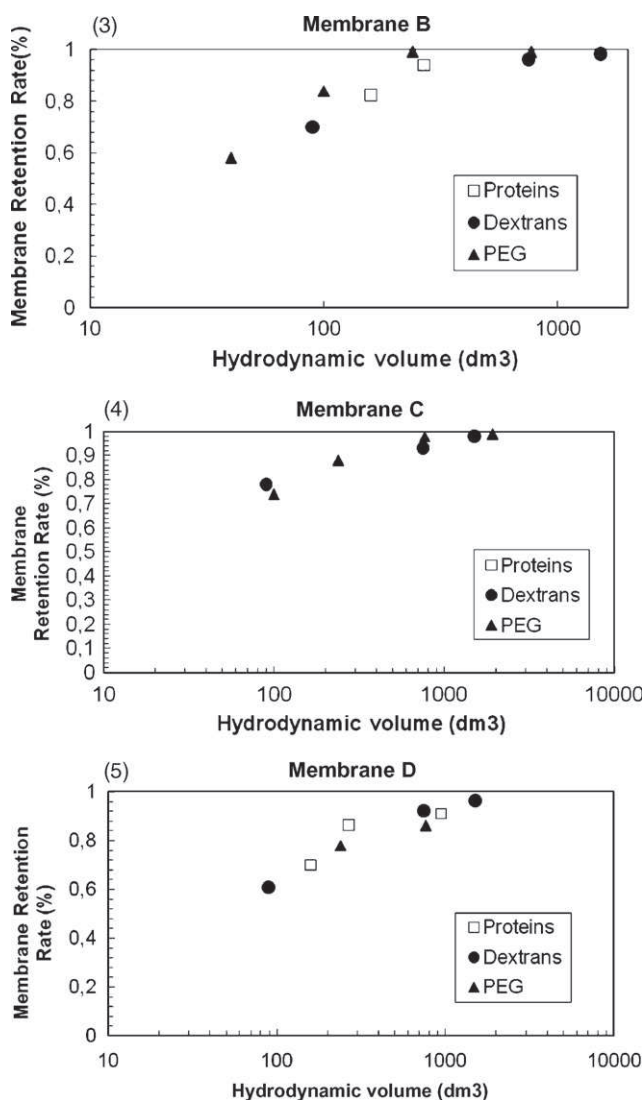 (3) Membrane B
Membrane Retention Rate(%)
1
0,8
0,6
0,4
0,2
0
10 100 1000
Hydrodynamic volume (dm3)
Proteins
Dextrans
PEG
(4) Membrane C
Membrane
Retention Rate (%)
1
0,9
0,8
0,7
0,6
0,5
0,4
0,3
0,2
0,1
0
10 100 1000 10000
Hydrodynamic volume (dm3)
Proteins
Dextrans
PEG
(5) Membrane D
Membrane Retention
Rate (%)
1
0,8
0,6
0,4
0,2
0
10 100 1000 10000
Hydrodynamic volume (dm3)
Proteins
Dextrans
PEG